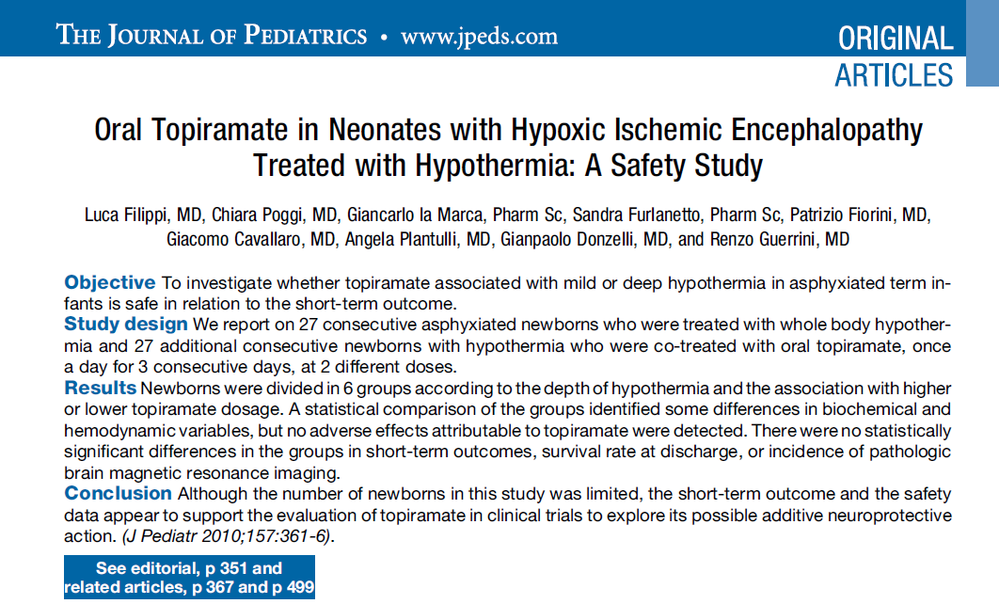 THE JOURNAL OF PEDIATRICS • www.jpeds.com
ORIGINAL
ARTICLES
Oral Topiramate in Neonates with Hypoxic Ischemic Encephalopathy
Treated with Hypothermia: A Safety Study
Luca Filippi, MD, Chiara Poggi, MD, Giancarlo la Marca, Pharm Sc, Sandra Furlanetto, Pharm Sc, Patrizio Fiorini, MD,
Giacomo Cavallaro, MD, Angela Plantulli, MD, Gianpaolo Donzelli, MD, and Renzo Guerrini, MD
Objective To investigate whether topiramate associated with mild or deep hypothermia in asphyxiated term in-
fants is safe in relation to the short-term outcome.
Study design We report on 27 consecutive asphyxiated newborns who were treated with whole body hypother-
mia and 27 additional consecutive newborns with hypothermia who were co-treated with oral topiramate, once
a day for 3 consecutive days, at 2 different doses.
Results Newborns were divided in 6 groups according to the depth of hypothermia and the association with higher
or lower topiramate dosage. A statistical comparison of the groups identified some differences in biochemical and
hemodynamic variables, but no adverse effects attributable to topiramate were detected. There were no statistically
significant differences in the groups in short-term outcomes, survival rate at discharge, or incidence of pathologic
brain magnetic resonance imaging.
Conclusion Although the number of newborns in this study was limited, the short-term outcome and the safety
data appear to support the evaluation of topiramate in clinical trials to explore its possible additive neuroprotective
action. (J Pediatr 2010;157:361-6).
See editorial, p 351 and
related articles, p 367 and p 499